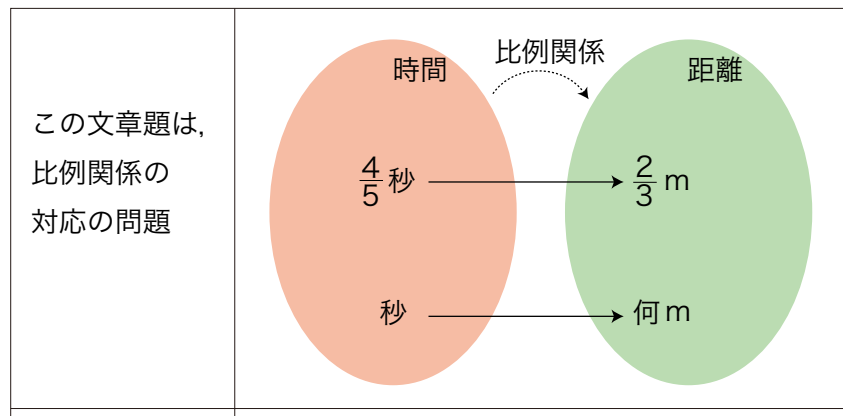 この文章題は,
比例関係の
対応の問題
比例関係
時間
距離
4/5秒
2/3 m
秒
何m